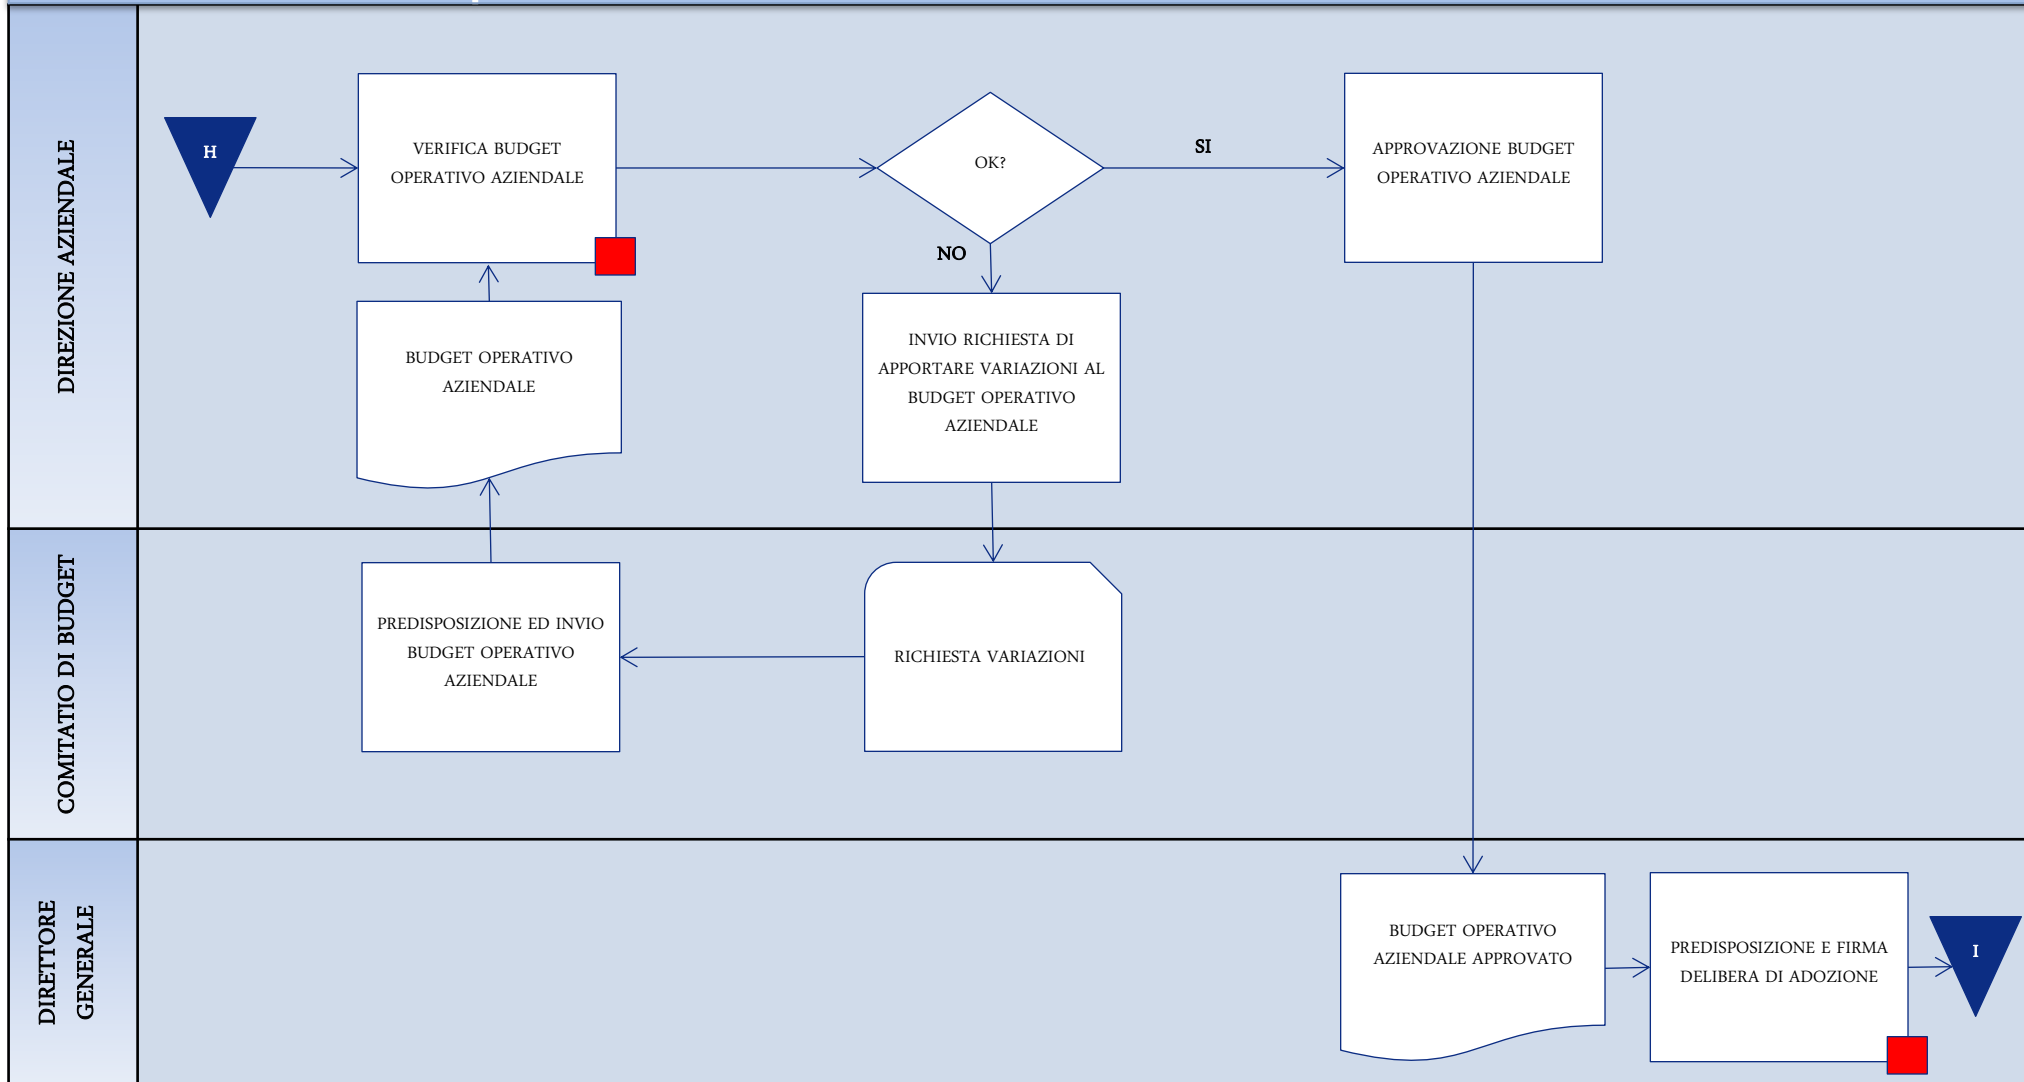 DIREZIONE AZIENDALE
H
VERIFICA BUDGET
OPERATIVO AZIENDALE
OK?
SI
APPROVAZIONE BUDGET
OPERATIVO AZIENDALE
NO
BUDGET OPERATIVO
AZIENDALE
INVIO RICHIESTA DI
APPORTARE VARIAZIONI AL
BUDGET OPERATIVO
AZIENDALE
COMITATIO DI BUDGET
PREDISPOSIZIONE ED INVIO
BUDGET OPERATIVO
AZIENDALE
RICHIESTA VARIAZIONI
DIRETTORE
GENERALE
BUDGET OPERATIVO
AZIENDALE APPROVATO
PREDISPOSIZIONE E FIRMA
DELIBERA DI ADOZIONE
I